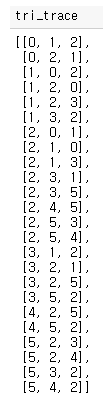 tri_trace
[[0, 1, 2],
[0, 2, 1],
[1, 0, 2],
[1, 2, 0],
[1, 2, 3],
[1, 3, 2],
[2, 0, 1],
[2, 1, 0],
[2, 1, 3],
[2, 3, 1],
[2, 3, 5],
[2, 4, 5],
[2, 5, 3],
[2, 5, 4],
[3, 1, 2],
[3, 2, 1],
[3, 2, 5],
[3, 5, 2],
[4, 2, 5],
[4, 5, 2],
[5, 2, 3],
[5, 2, 4],
[5, 3, 2],
[5, 4, 2]]